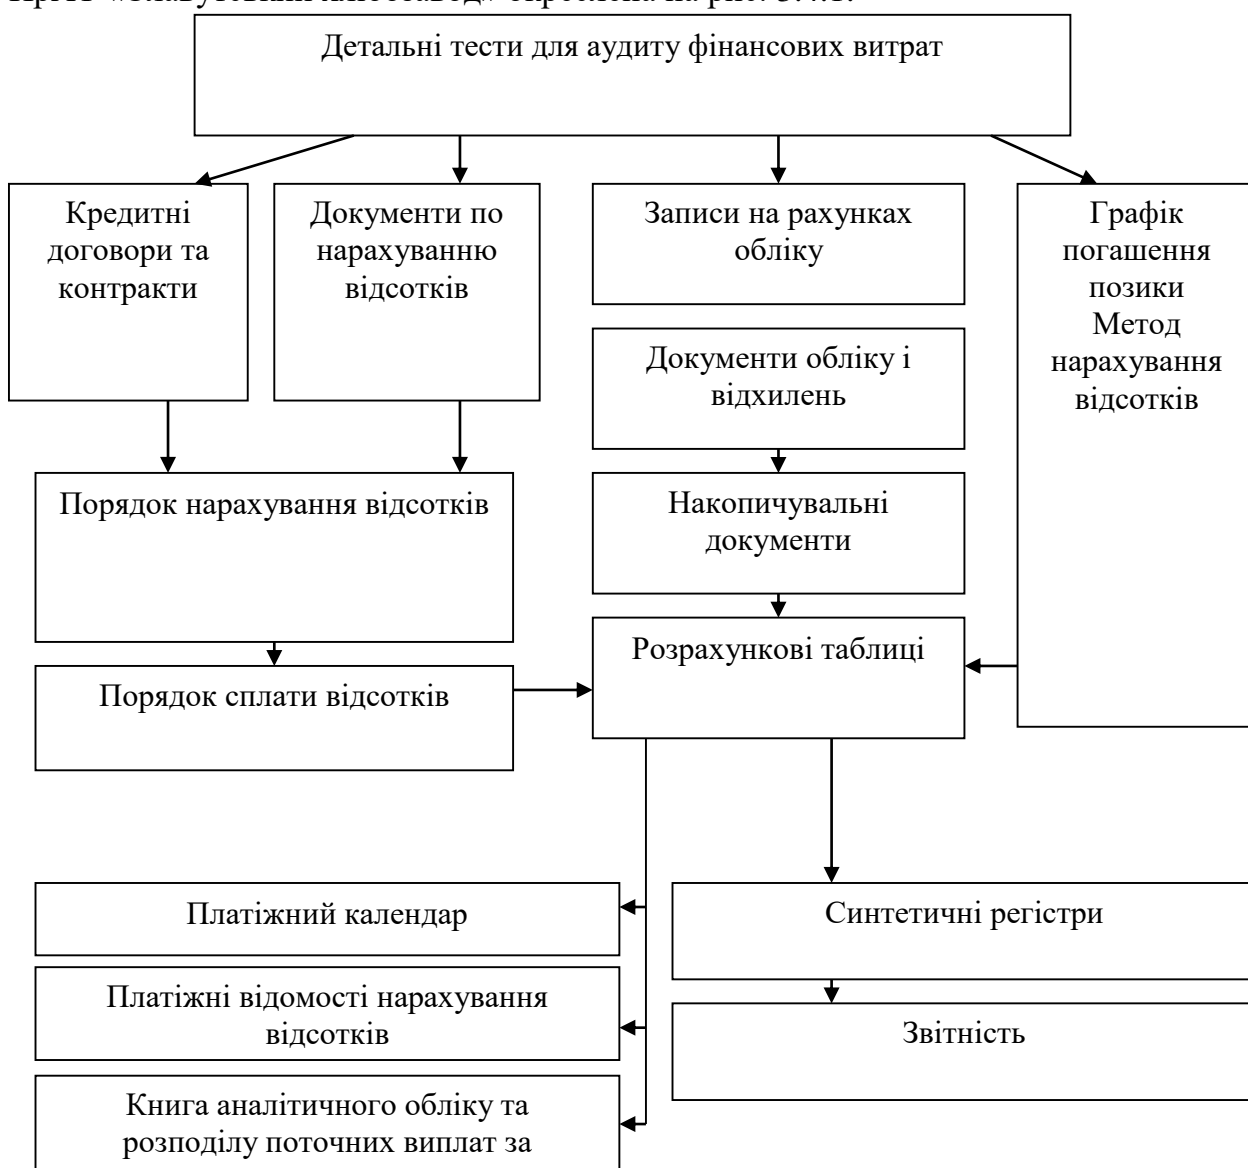 Детальні тести для аудиту фінансових витрат
Кредитні
договори та
контракти
Документи по
нарахуванню
відсотків
Записи на рахунках
обліку
Графік
погашення
позики
Метод
нарахування
відсотків
Документи обліку і
відхилень
Порядок нарахування відсотків
Накопичувальні
документи
Розрахункові таблиці
Порядок сплати відсотків
Платіжний календар
Синтетичні регістри
Платіжні відомості нарахування
відсотків
Звітність
Книга аналітичного обліку та
розподілу поточних виплат за